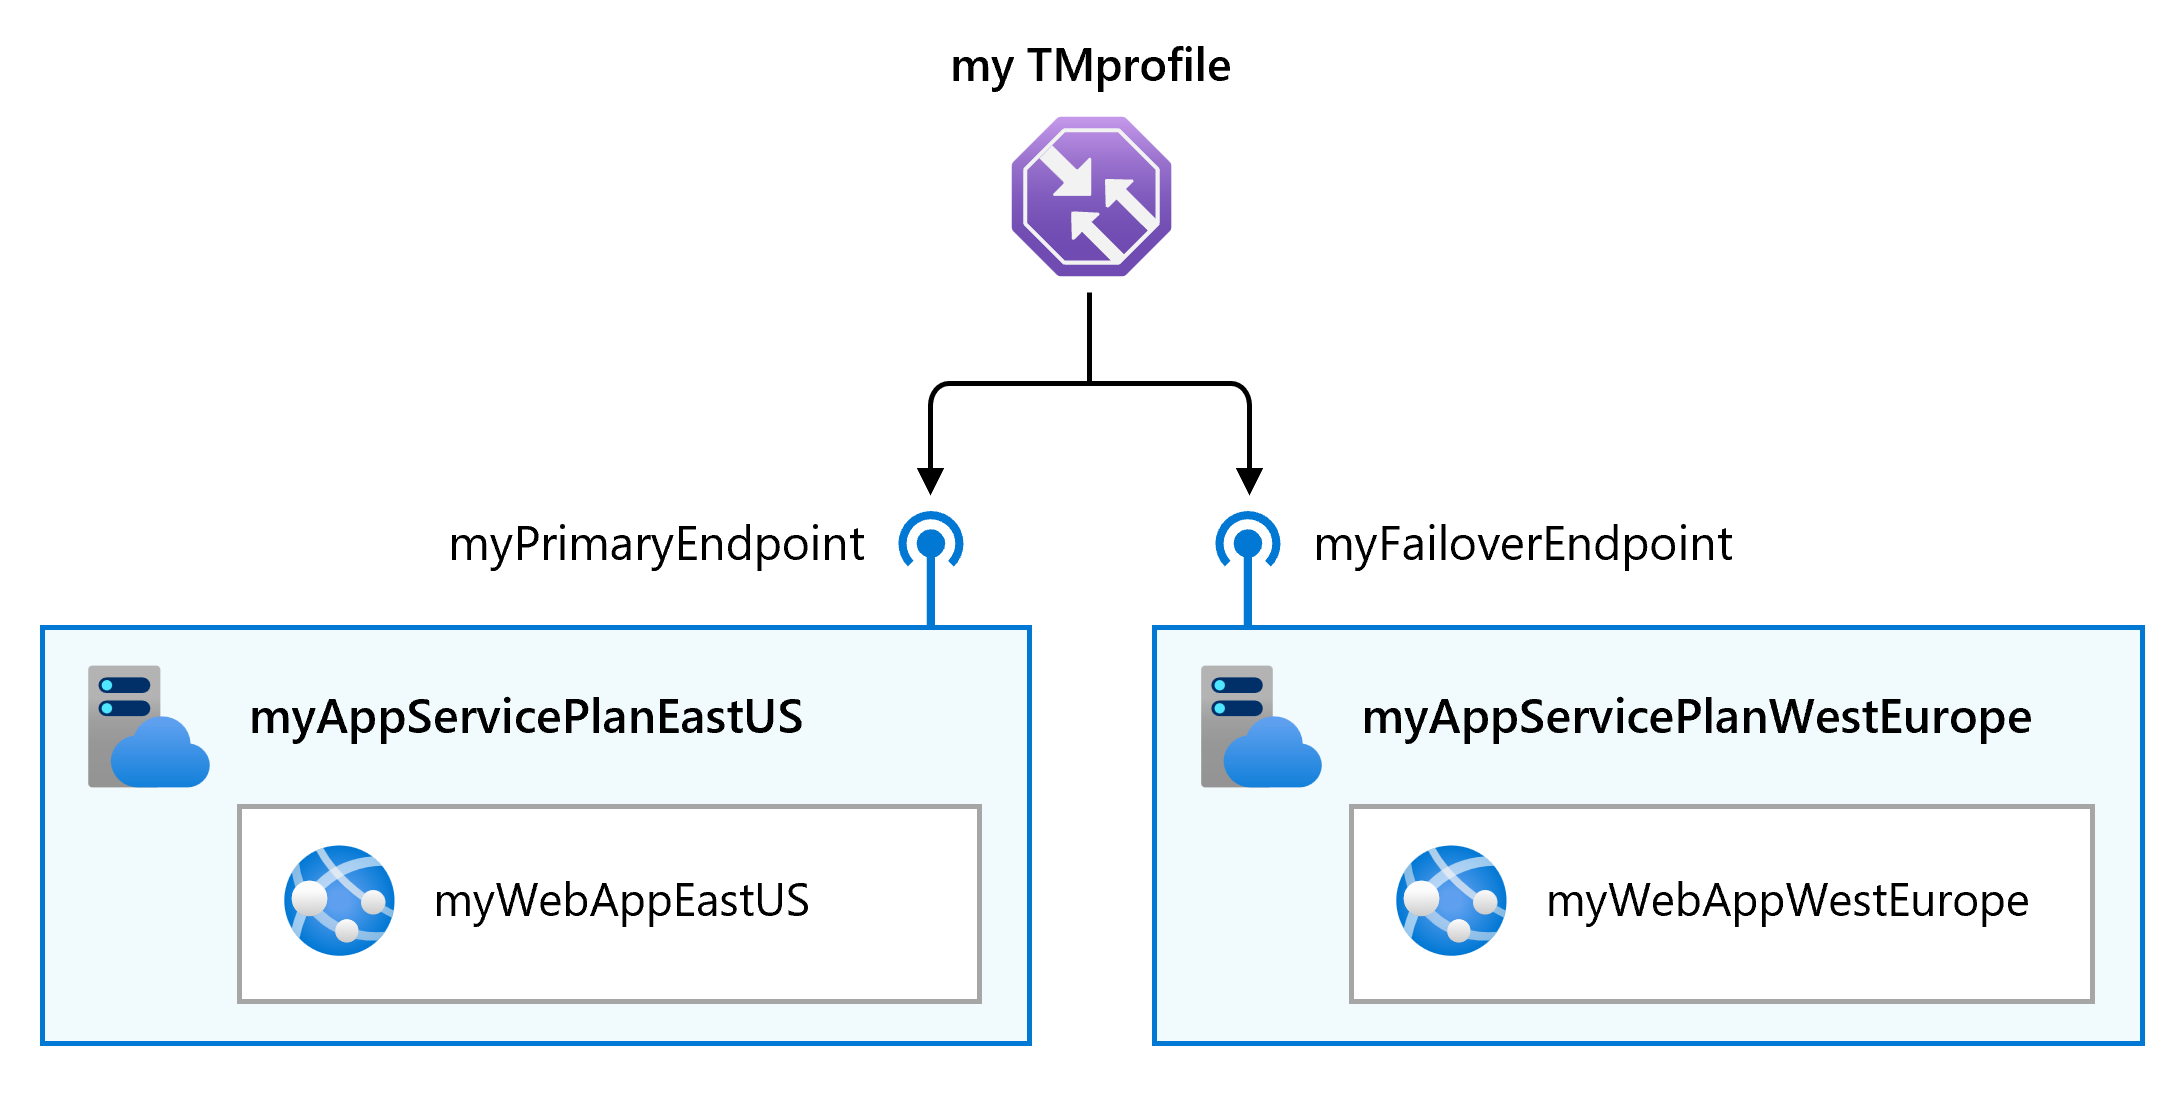 my TMprofile
myPrimaryEndpoint
myFailoverEndpoint
myAppServicePlanEastUS
myWebAppEastUS
myAppServicePlanWestEurope
myWebAppWestEurope